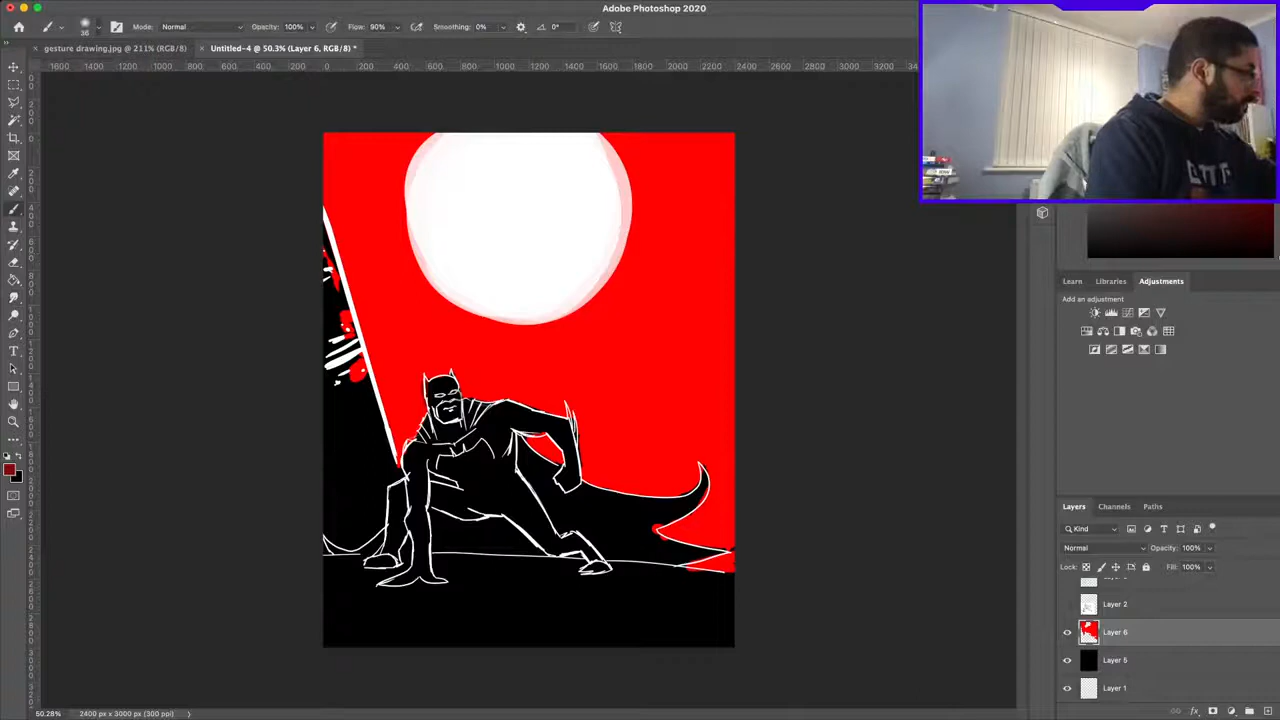 Adobe Photoshop 2020
36 Mode: Normal Opacity: 100% Flow: 90% Smoothing: 0% 0°
gesture drawing.jpg @ 211% (RGB/8) Untitled-4 @ 50.3% (Layer 6, RGB/8) *
1600 1400 1200 1000 800 600 400 200 0 200 400 600 800 1000 1200 1400 1600 1800 2000 2200 2400 2600 2800 3000 3200
Learn Libraries Adjustments
Add an adjustment
Layers Channels Paths
Kind
Normal Opacity: 100%
Lock: Fill: 100%
Layer 2
Layer 6
Layer 5
Layer 1
50.28% 2400 px x 3000 px (300 ppi)